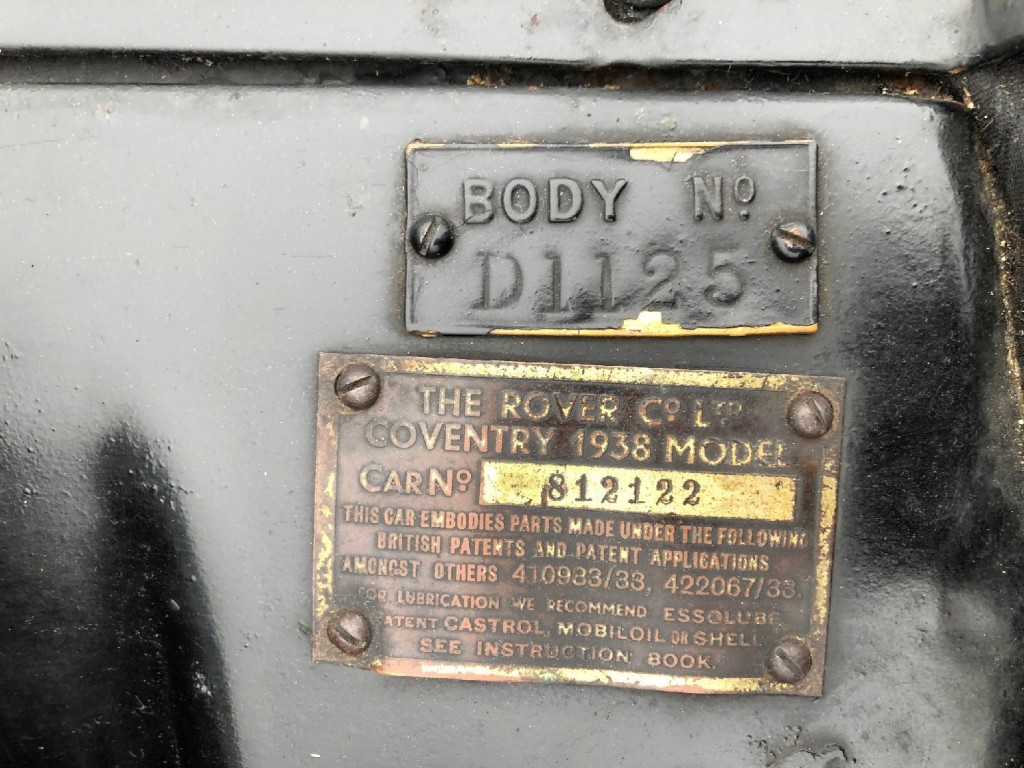 BODY Nº
D1125
THE ROVER Cº LTD
COVENTRY 1938 MODEL
CAR Nº 812122
THIS CAR EMBODIES PARTS MADE UNDER THE FOLLOWING
BRITISH PATENTS AND PATENT APPLICATIONS
AMONGST OTHERS 410983/33, 422067/33.
FOR LUBRICATION WE RECOMMEND ESSOLUBE
PATENT CASTROL, MOBILOIL OR SHELL
SEE INSTRUCTION BOOK.